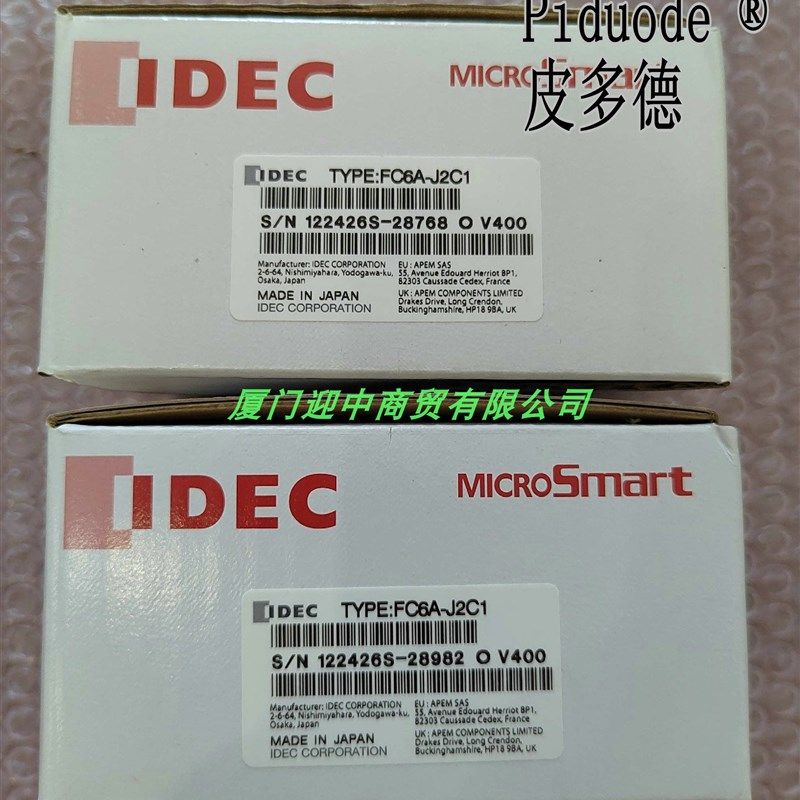 Piduode ®
皮多德
IDEC
MICROSmart
IDEC TYPE:FC6A-J2C1
S/N 122426S-28768 O V400
Manufacturer: IDEC CORPORATION
2-6-64, Nishimiyahara, Yodogawa-ku,
Osaka, Japan
EU : APEM SAS
55, Avenue Edouard Herriot BP1,
82303 Caussade Cedex, France
MADE IN JAPAN
IDEC CORPORATION
UK : APEM COMPONENTS LIMITED
Drakes Drive, Long Crendon,
Buckinghamshire, HP18 9BA, UK
厦门迎中商贸有限公司
IDEC
MICROSmart
IDEC TYPE:FC6A-J2C1
S/N 122426S-28982 O V400
Manufacturer: IDEC CORPORATION
2-6-64, Nishimiyahara, Yodogawa-ku,
Osaka, Japan
EU : APEM SAS
55, Avenue Edouard Herriot BP1,
82303 Caussade Cedex, France
MADE IN JAPAN
IDEC CORPORATION
UK : APEM COMPONENTS LIMITED
Drakes Drive, Long Crendon,
Buckinghamshire, HP18 9BA, UK